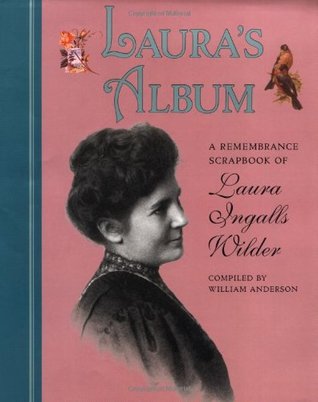 LAURA'S
ALBUM
A REMEMBRANCE
SCRAPBOOK OF
Laura
Ingalls
Wilder
COMPILED BY
WILLIAM ANDERSON